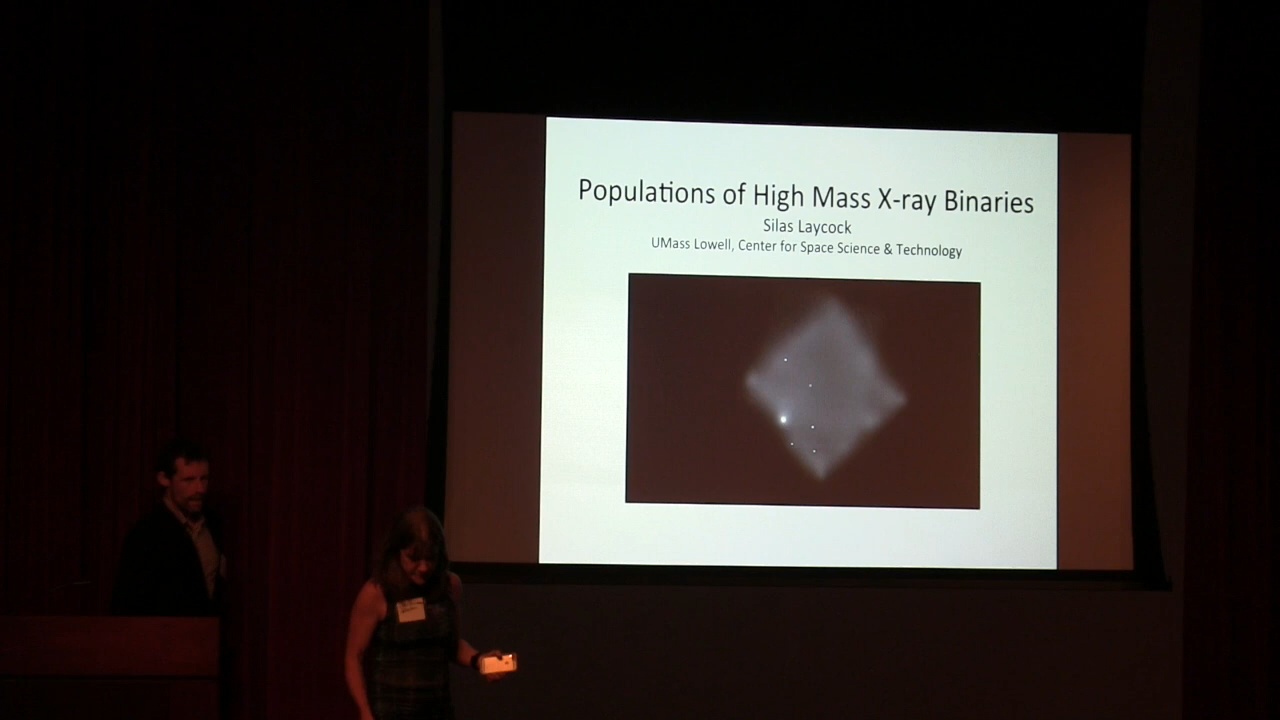 Populations of High Mass X-ray Binaries
Silas Laycock
UMass Lowell, Center for Space Science & Technology